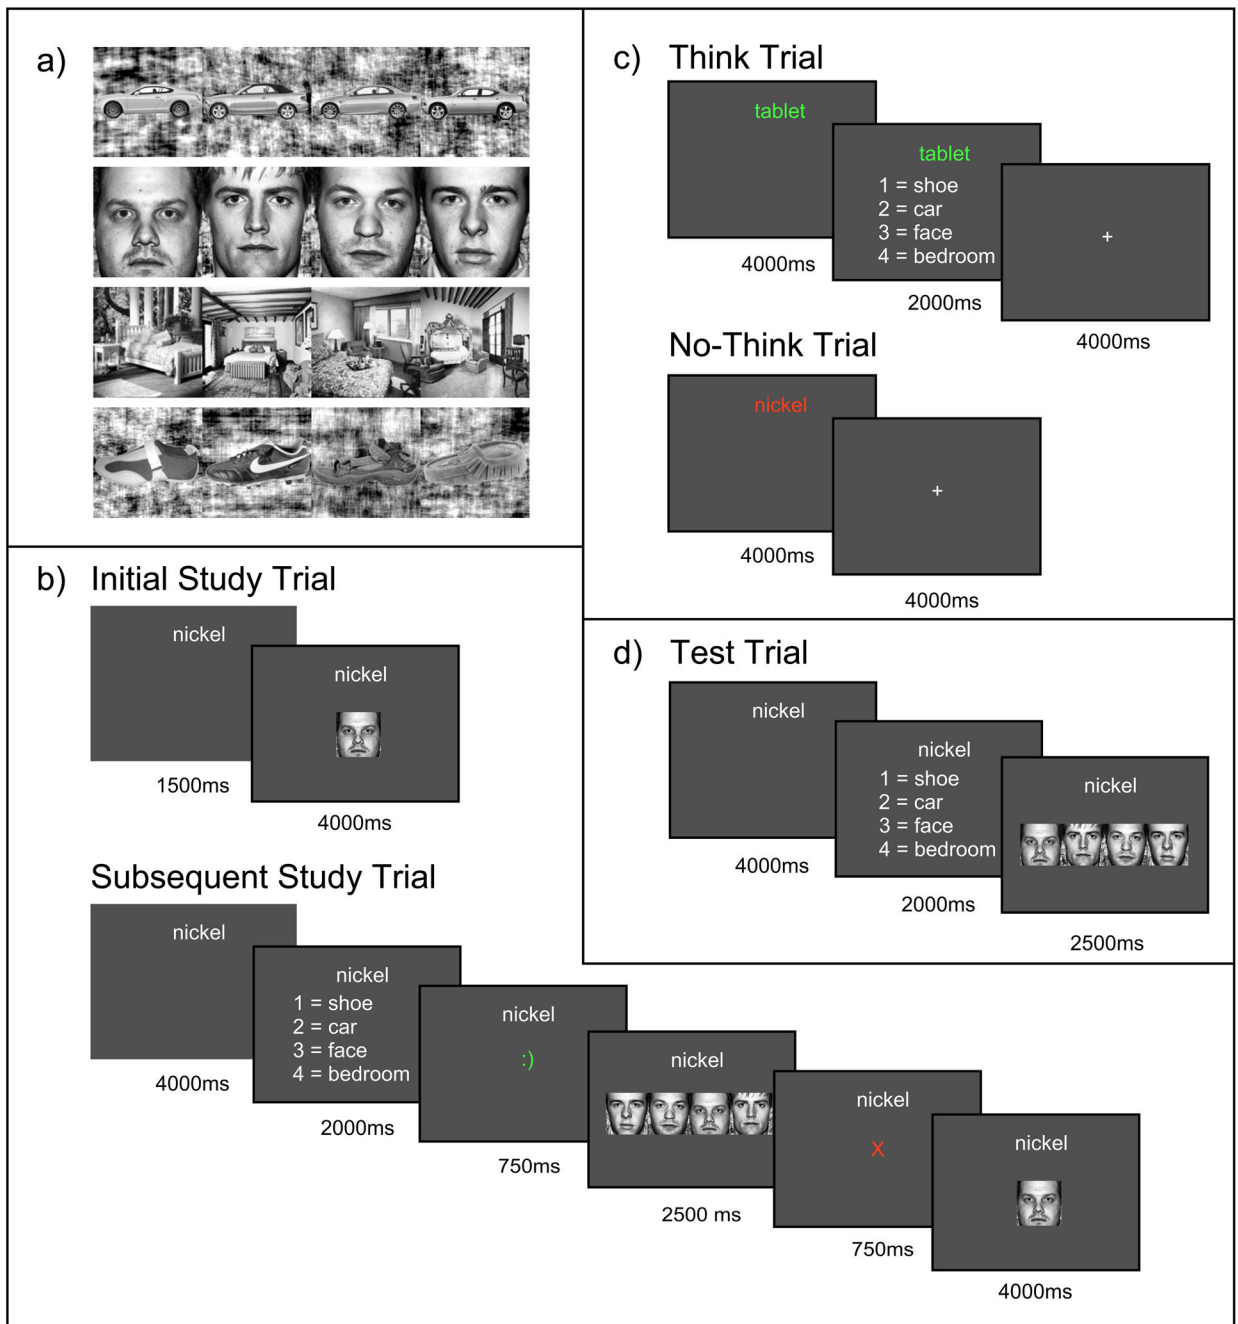 a)
b) Initial Study Trial
nickel
1500ms
nickel
4000ms
Subsequent Study Trial
nickel
4000ms
nickel
1 = shoe
2 = car
3 = face
4 = bedroom
2000ms
nickel
:)
750ms
nickel
2500 ms
nickel
X
750ms
nickel
4000ms
c) Think Trial
tablet
4000ms
tablet
1 = shoe
2 = car
3 = face
4 = bedroom
2000ms
+
4000ms
No-Think Trial
nickel
4000ms
+
4000ms
d) Test Trial
nickel
4000ms
nickel
1 = shoe
2 = car
3 = face
4 = bedroom
2000ms
nickel
2500ms